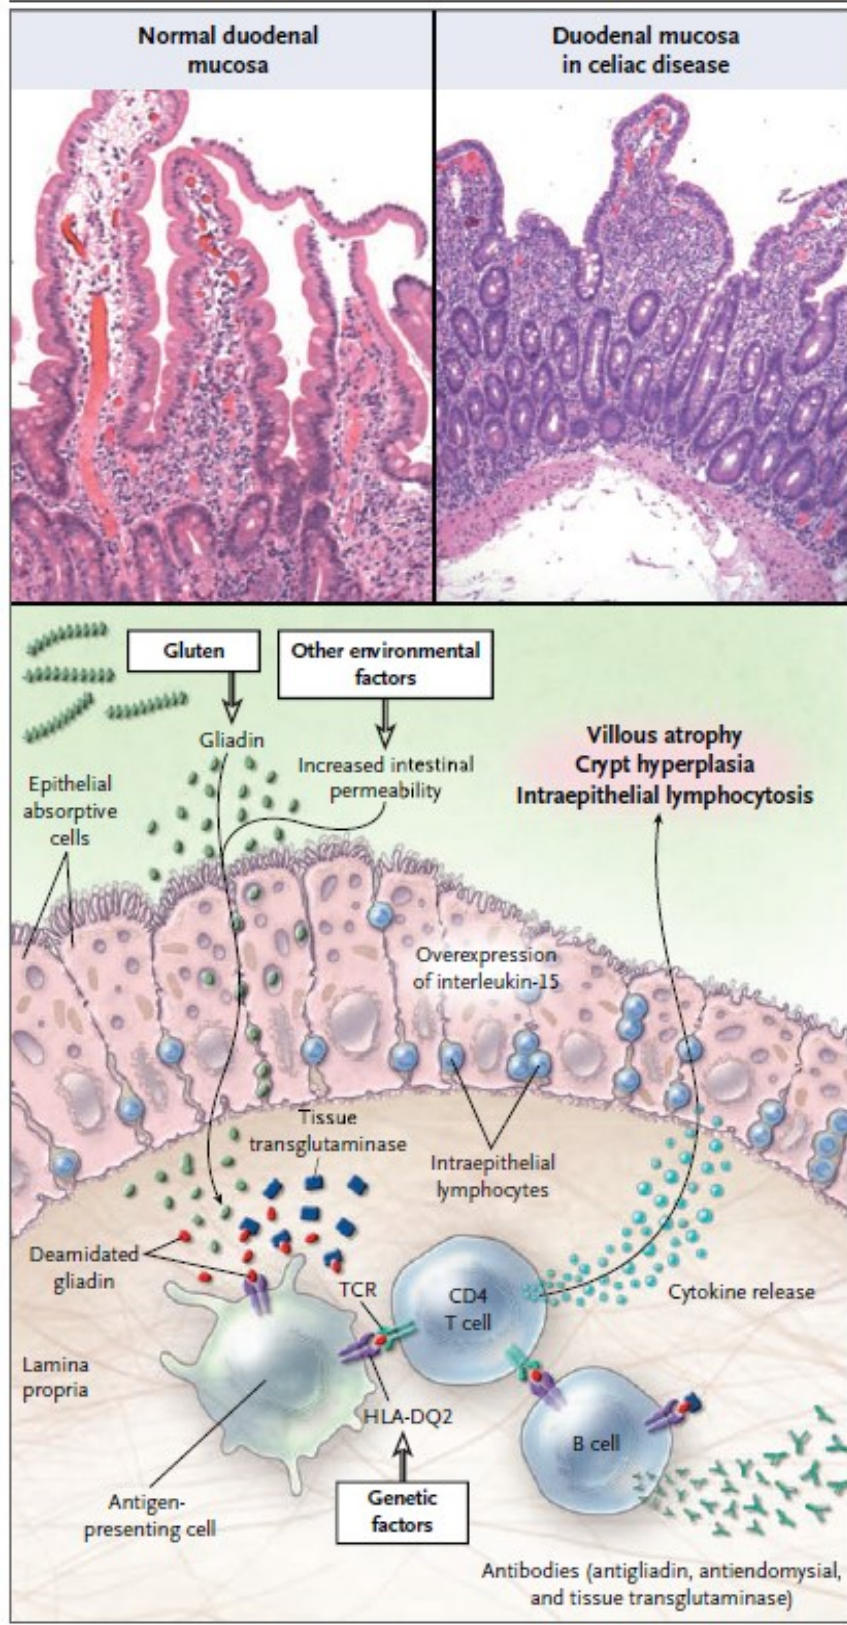 Normal duodenal
mucosa
Duodenal mucosa
in celiac disease
Gluten
Other environmental
factors
Gliadin
Increased intestinal
permeability
Villous atrophy
Crypt hyperplasia
Intraepithelial lymphocytosis
Epithelial
absorptive
cells
Overexpression
of interleukin-15
Tissue
transglutaminase
Intraepithelial
lymphocytes
Deamidated
gliadin
TCR
CD4
T cell
Cytokine release
Lamina
propria
HLA-DQ2
B cell
Antigen-
presenting cell
Genetic
factors
Antibodies (antigliadin, antiendomysial,
and tissue transglutaminase)